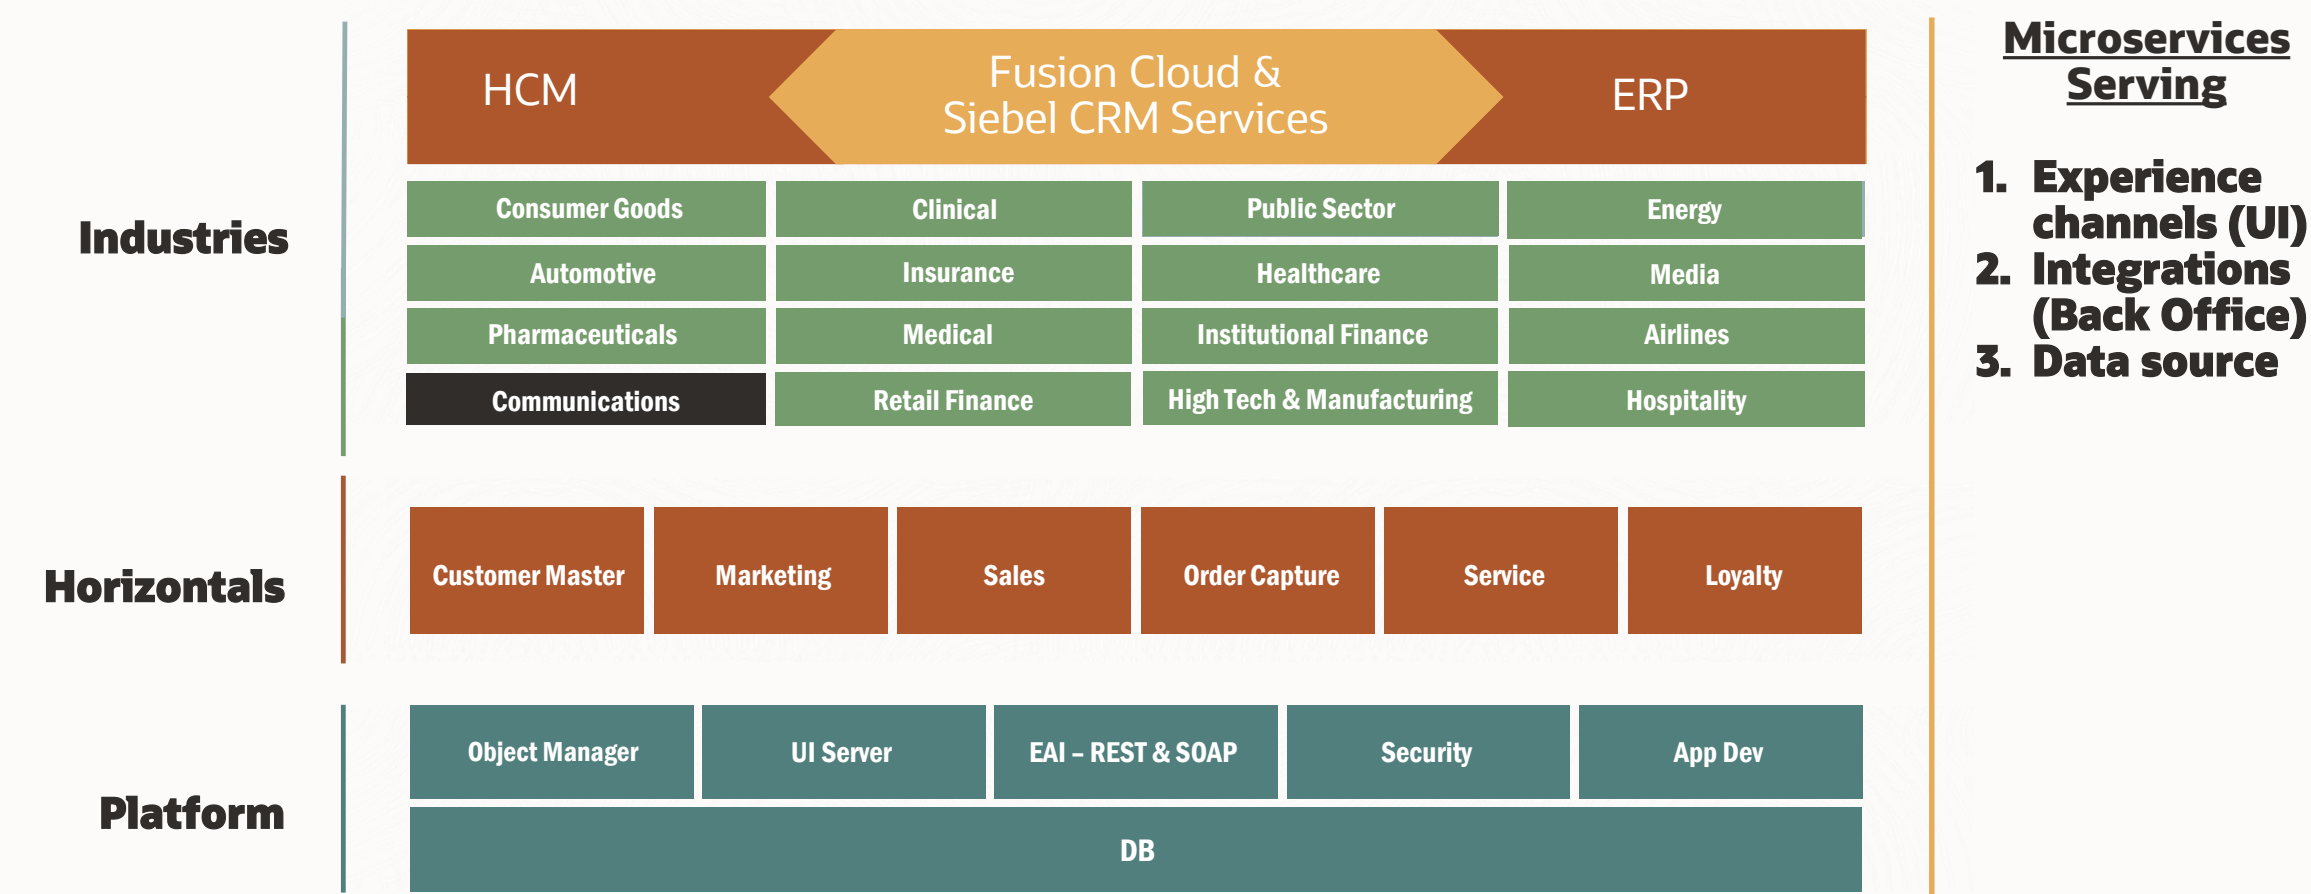 HCM
Fusion Cloud &
Siebel CRM Services
ERP
Industries
Consumer Goods
Clinical
Public Sector
Energy
Automotive
Insurance
Healthcare
Media
Pharmaceuticals
Medical
Institutional Finance
Airlines
Communications
Retail Finance
High Tech & Manufacturing
Hospitality
Horizontals
Customer Master
Marketing
Sales
Order Capture
Service
Loyalty
Platform
Object Manager
UI Server
EAI – REST & SOAP
Security
App Dev
DB
Microservices
Serving
1. Experience
channels (UI)
2. Integrations
(Back Office)
3. Data source